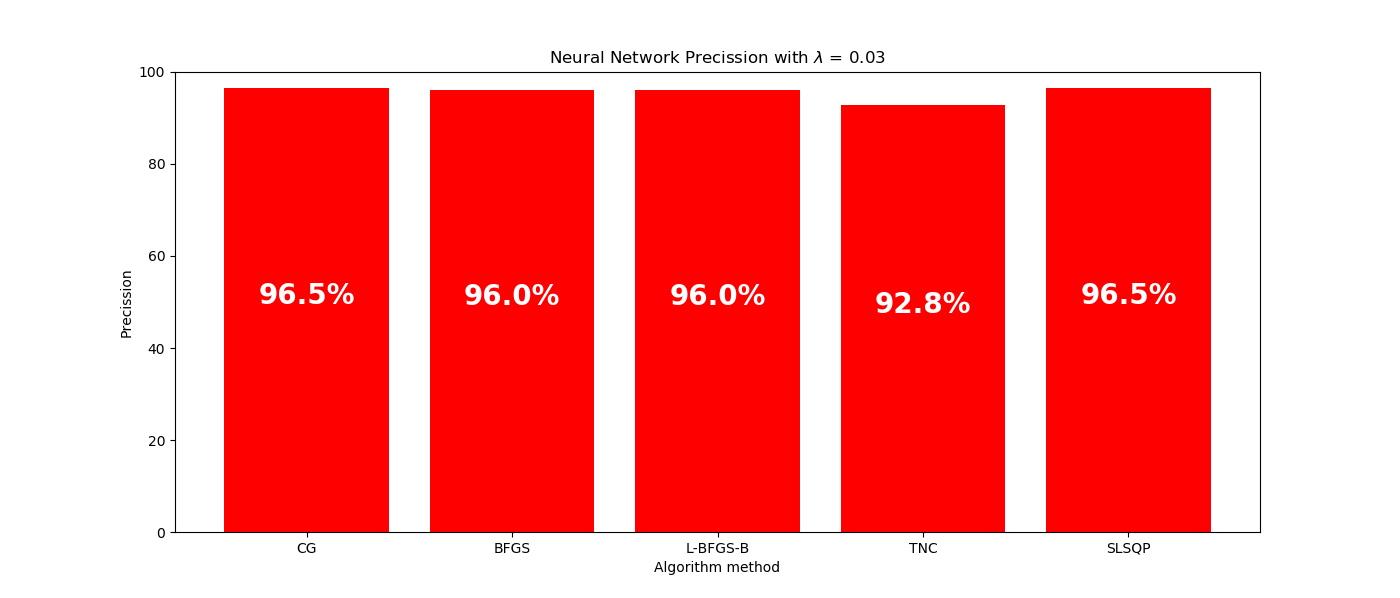 Neural Network Precission with λ = 0.03
100
80
60
40
20
0
Precission
96.5%
96.0%
96.0%
92.8%
96.5%
CG
BFGS
L-BFGS-B
TNC
SLSQP
Algorithm method